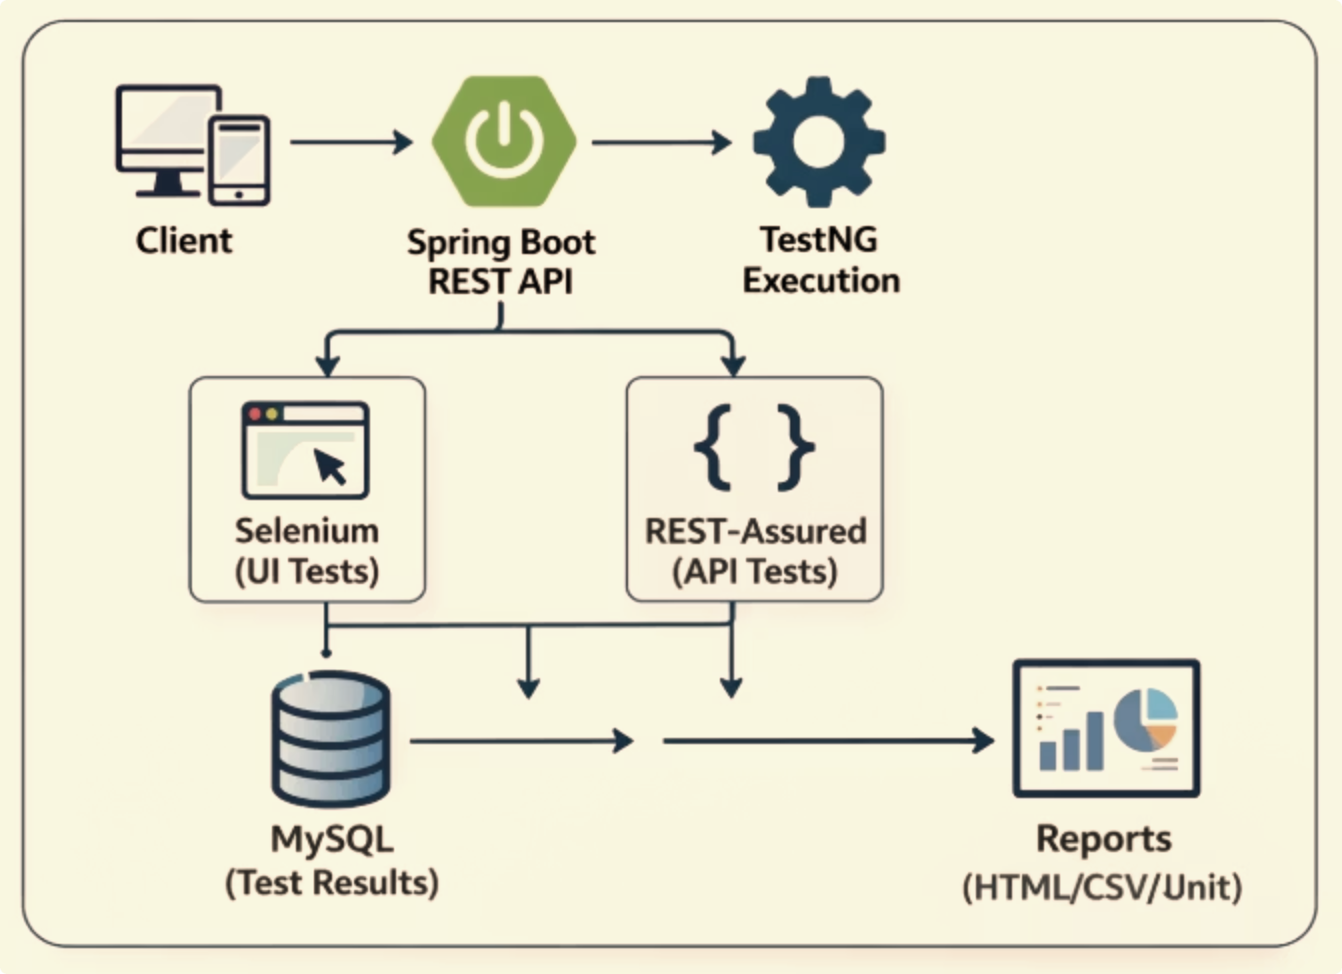 Client
Spring Boot
REST API
TestNG
Execution
{ }
Selenium
(UI Tests)
REST-Assured
(API Tests)
MySQL
(Test Results)
Reports
(HTML/CSV/Unit)